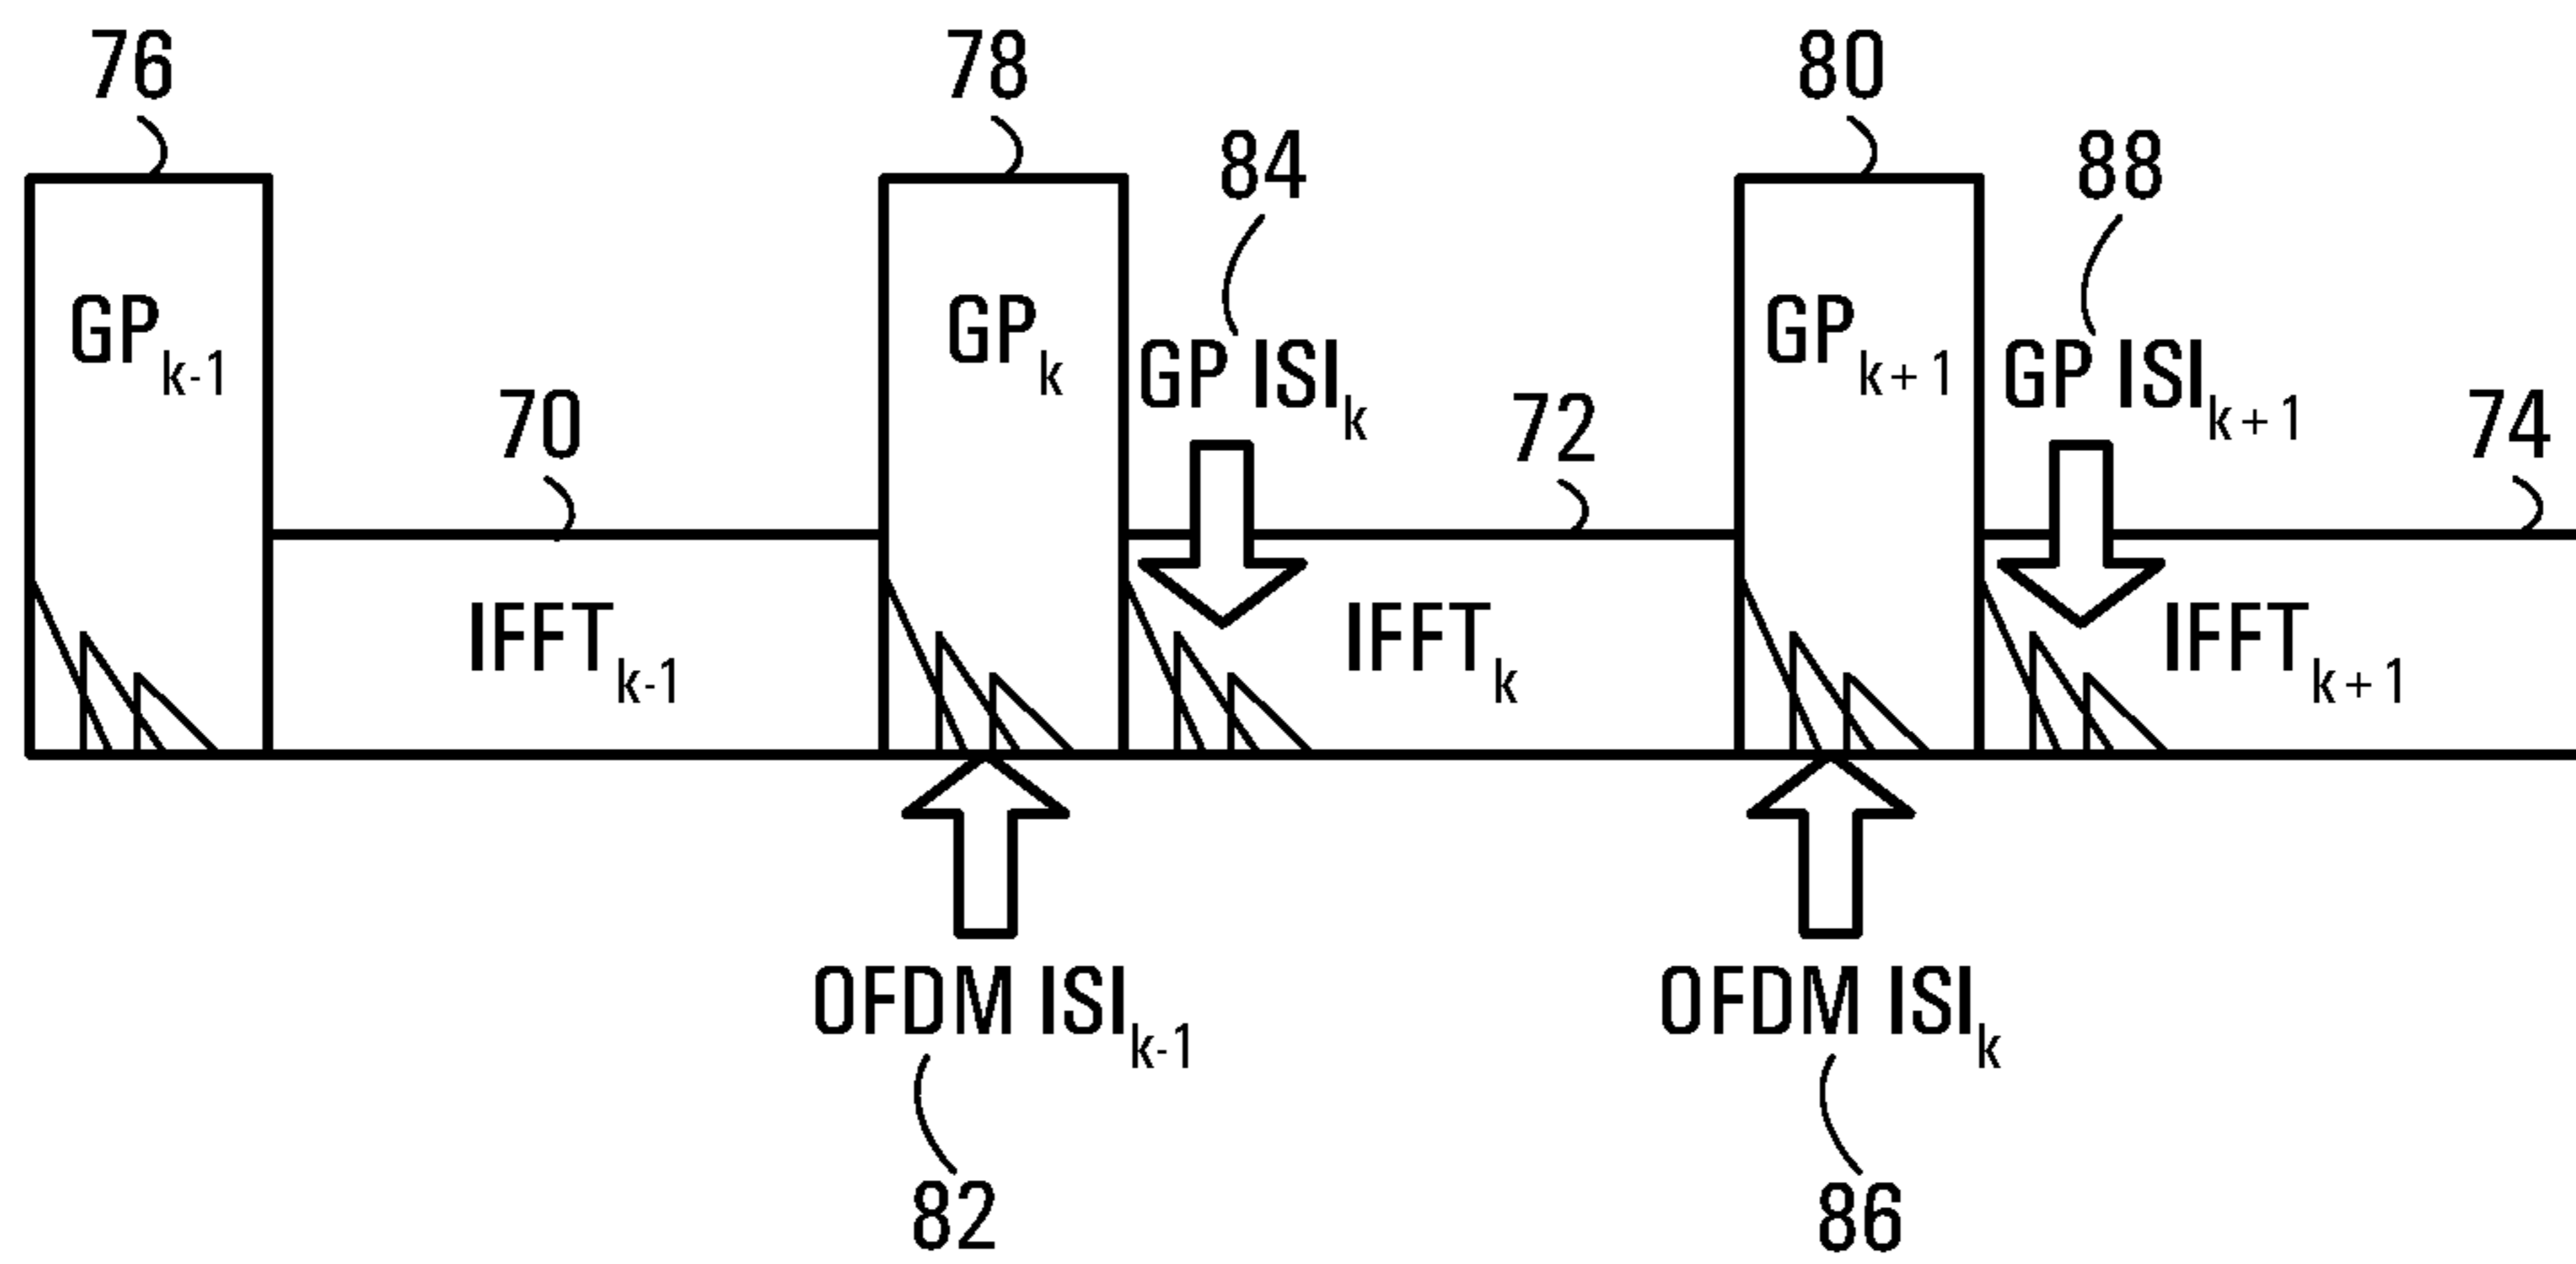 76 78 80
84 88
GPk-1 GPk GPk+1
GP ISIk GP ISIk+1
70 72 74
IFFTk-1 IFFTk IFFTk+1
OFDM ISIk-1 OFDM ISIk
82 86